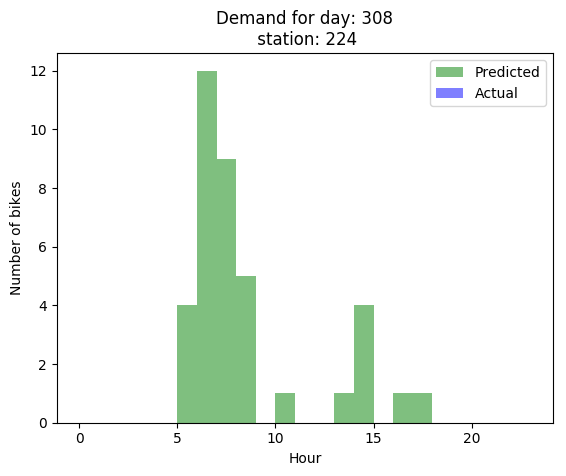 Demand for day: 308
station: 224
Predicted
Actual
Number of bikes
12
10
8
6
4
2
0
0
5
10
15
20
Hour